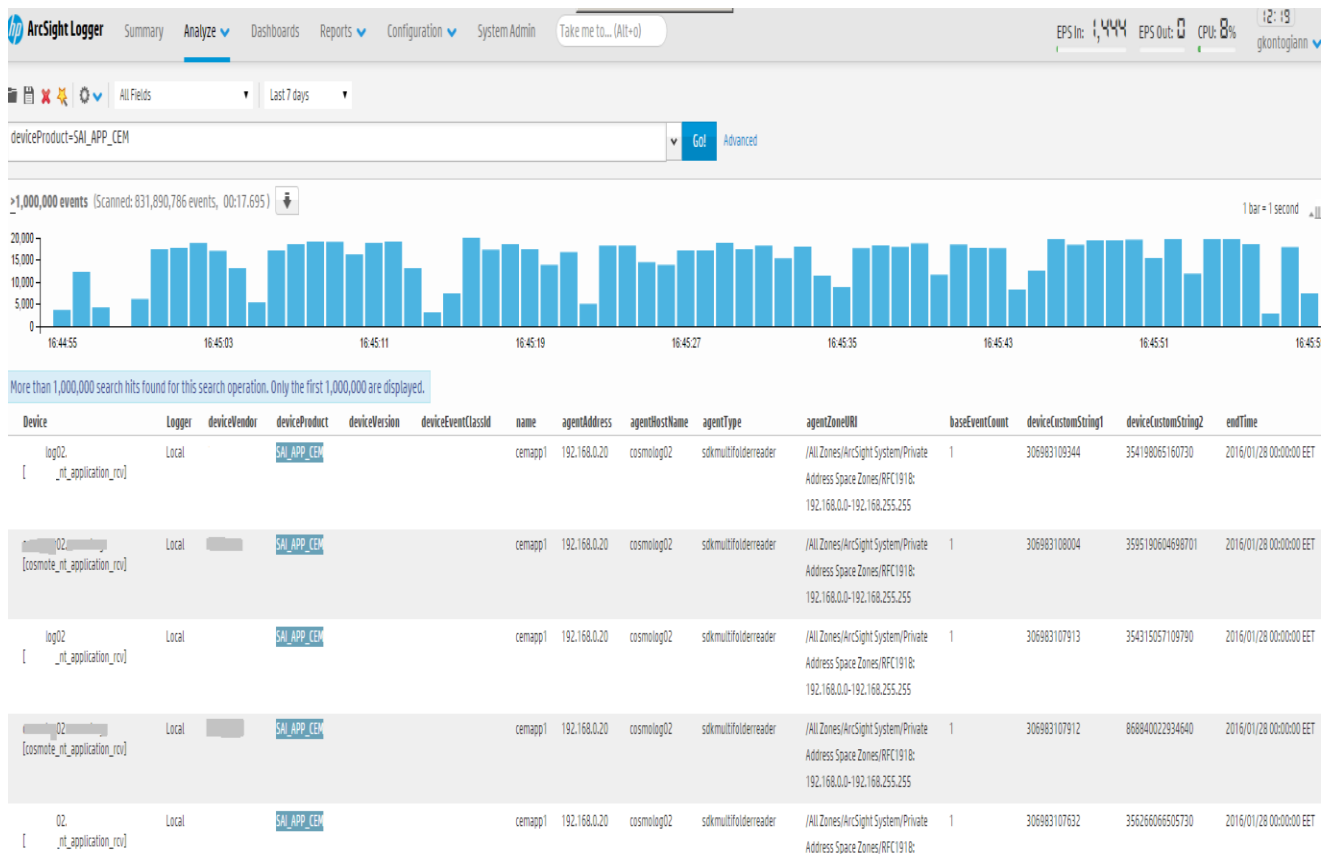 hp ArcSight Logger Summary Analyze Dashboards Reports Configuration System Admin Take me to... (Alt+o) EPS In: 1,444 EPS Out: 0 CPU: 8% 12:19
gkontogiann
All Fields Last 7 days
deviceProduct=SAI_APP_CEM Go! Advanced
>1,000,000 events (Scanned: 831,890,786 events, 00:17.695) 1 bar = 1 second
20,000
15,000
10,000
5,000
0
16:44:55 16:45:03 16:45:11 16:45:19 16:45:27 16:45:35 16:45:43 16:45:51 16:45:5
More than 1,000,000 search hits found for this search operation. Only the first 1,000,000 are displayed.
Device Logger deviceVendor deviceProduct deviceVersion deviceEventClassId name agentAddress agentHostName agentType agentZoneURI baseEventCount deviceCustomString1 deviceCustomString2 endTime
log02. Local SAI_APP_CEM cemapp1 192.168.0.20 cosmolog02 sdkmultifolderreader /All Zones/ArcSight System/Private 1 306983109344 354198065160730 2016/01/28 00:00:00 EET
[ _nt_application_rcv] Address Space Zones/RFC1918:
192.168.0.0-192.168.255.255
02. Local SAI_APP_CEM cemapp1 192.168.0.20 cosmolog02 sdkmultifolderreader /All Zones/ArcSight System/Private 1 306983108004 3595190604698701 2016/01/28 00:00:00 EET
[cosmote_nt_application_rcv] Address Space Zones/RFC1918:
192.168.0.0-192.168.255.255
log02 Local SAI_APP_CEM cemapp1 192.168.0.20 cosmolog02 sdkmultifolderreader /All Zones/ArcSight System/Private 1 306983107913 354315057109790 2016/01/28 00:00:00 EET
[ _nt_application_rcv] Address Space Zones/RFC1918:
192.168.0.0-192.168.255.255
02. Local SAI_APP_CEM cemapp1 192.168.0.20 cosmolog02 sdkmultifolderreader /All Zones/ArcSight System/Private 1 306983107912 868840022934640 2016/01/28 00:00:00 EET
[cosmote_nt_application_rcv] Address Space Zones/RFC1918:
192.168.0.0-192.168.255.255
02. Local SAI_APP_CEM cemapp1 192.168.0.20 cosmolog02 sdkmultifolderreader /All Zones/ArcSight System/Private 1 306983107632 356266066505730 2016/01/28 00:00:00 EET
[ _nt_application_rcv] Address Space Zones/RFC1918: